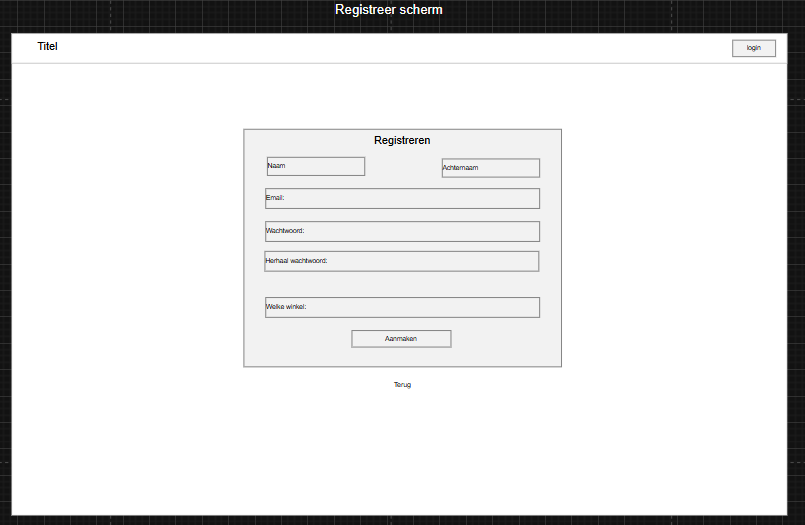 Registreer scherm
Titel
login
Registreren
Naam
Achternaam
Email:
Wachtwoord:
Herhaal wachtwoord:
Welke winkel:
Aanmaken
Terug